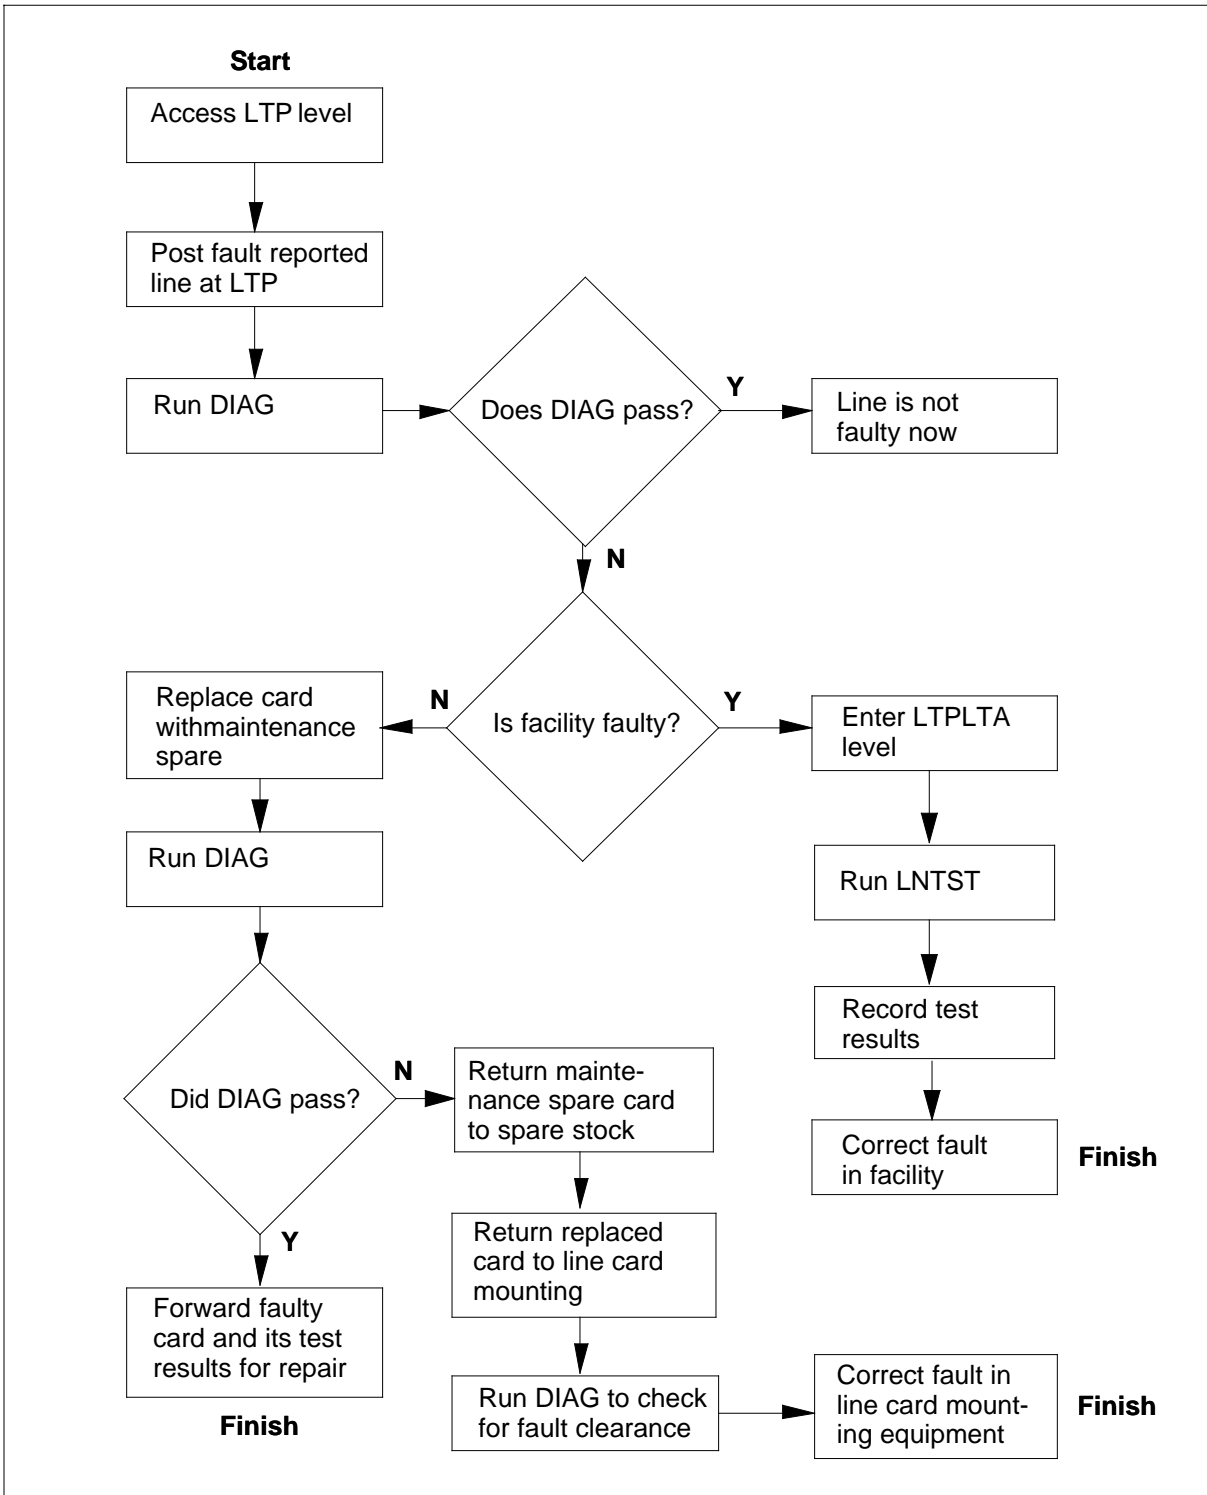 Start
Access LTP level
Post fault reported
line at LTP
Run DIAG
Does DIAG pass?
Y
Line is not
faulty now
N
Is facility faulty?
N
Replace card
withmaintenance
spare
Y
Enter LTPLTA
level
Run DIAG
Run LNTST
Record test
results
Correct fault
in facility
Finish
Did DIAG pass?
N
Return mainte-
nance spare card
to spare stock
Return replaced
card to line card
mounting
Y
Forward faulty
card and its test
results for repair
Finish
Run DIAG to check
for fault clearance
Correct fault in
line card mount-
ing equipment
Finish